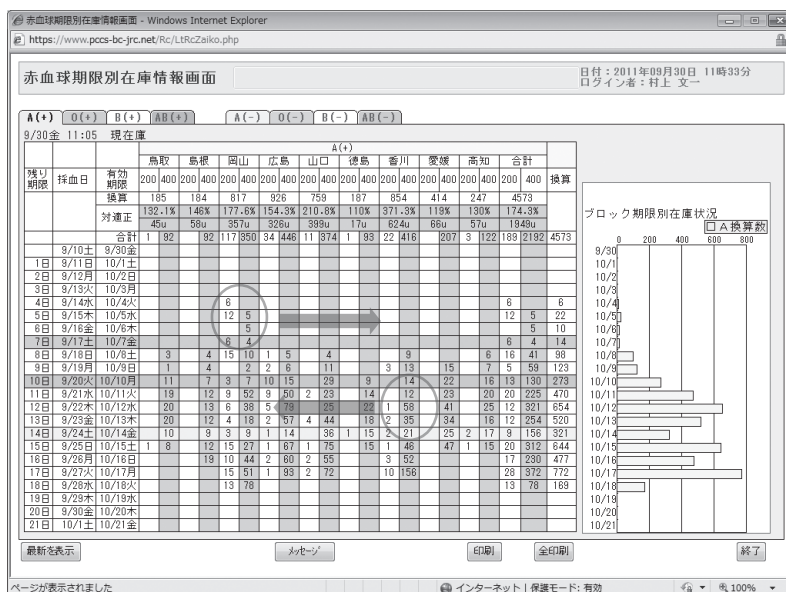 赤血球期限別在庫情報画面 - Windows Internet Explorer
https://www.pccs-bc-jrc.net/Rc/LtRcZaiko.php
赤血球期限別在庫情報画面
日付：2011年09月30日 11時33分
ログイン者：村上 文一
A(+) O(+) B(+) AB(+) A(-) O(-) B(-) AB(-)
9/30金 11:05 現在庫
A(+)
鳥取 島根 岡山 広島 山口 徳島 香川 愛媛 高知 合計
残り期限 採血日 有効期限 200 400 200 400 200 400 200 400 200 400 200 400 200 400 200 400 200 400 200 400 換算
換算 185 184 817 926 759 187 854 414 247 4573
対適正 132.1% 146% 177.6% 154.3% 210.8% 110% 371.3% 119% 130% 174.3%
45u 58u 357u 326u 399u 17u 624u 66u 57u 1949u
合計 1 92 92 117 350 34 446 11 374 1 93 22 416 207 3 122 189 2192 4573
9/10土 9/30金
1日 9/11日 10/1土
2日 9/12月 10/2日
3日 9/13火 10/3月
4日 9/14水 10/4火 6 6 6
5日 9/15木 10/5水 12 5 12 5 22
6日 9/16金 10/6木 5 5 10
7日 9/17土 10/7金 6 4 6 4 14
8日 9/18日 10/8土 3 4 15 10 1 5 4 9 6 16 41 98
9日 9/19月 10/9日 1 4 2 2 6 11 3 13 15 7 5 59 123
10日 9/20火 10/10月 11 7 3 7 10 15 29 9 14 22 16 13 130 273
11日 9/21水 10/11火 19 12 9 52 9 50 2 23 14 12 23 20 20 225 470
12日 9/22木 10/12水 20 13 6 38 5 79 25 22 1 58 41 25 12 321 654
13日 9/23金 10/13木 20 12 4 18 2 57 4 44 18 2 35 34 16 12 254 520
14日 9/24土 10/14金 10 9 3 9 1 14 36 1 15 2 21 25 2 17 9 156 321
15日 9/25日 10/15土 1 8 12 15 27 1 67 1 75 15 1 46 47 1 15 20 312 644
16日 9/26月 10/16日 19 10 44 2 60 2 55 3 52 17 230 477
17日 9/27火 10/17月 15 51 1 93 2 72 10 156 28 372 772
18日 9/28水 10/18火 13 78 13 78 169
19日 9/29木 10/19水
20日 9/30金 10/20木
21日 10/1土 10/21金
ブロック期限別在庫状況
A換算数
0 200 400 600 800
9/30
10/1
10/2
10/3
10/4
10/5
10/6
10/7
10/8
10/9
10/10
10/11
10/12
10/13
10/14
10/15
10/16
10/17
10/18
10/19
10/20
10/21
最新を表示 メッセージ 印刷 全印刷 終了
ページが表示されました インターネット | 保護モード: 有効 100%